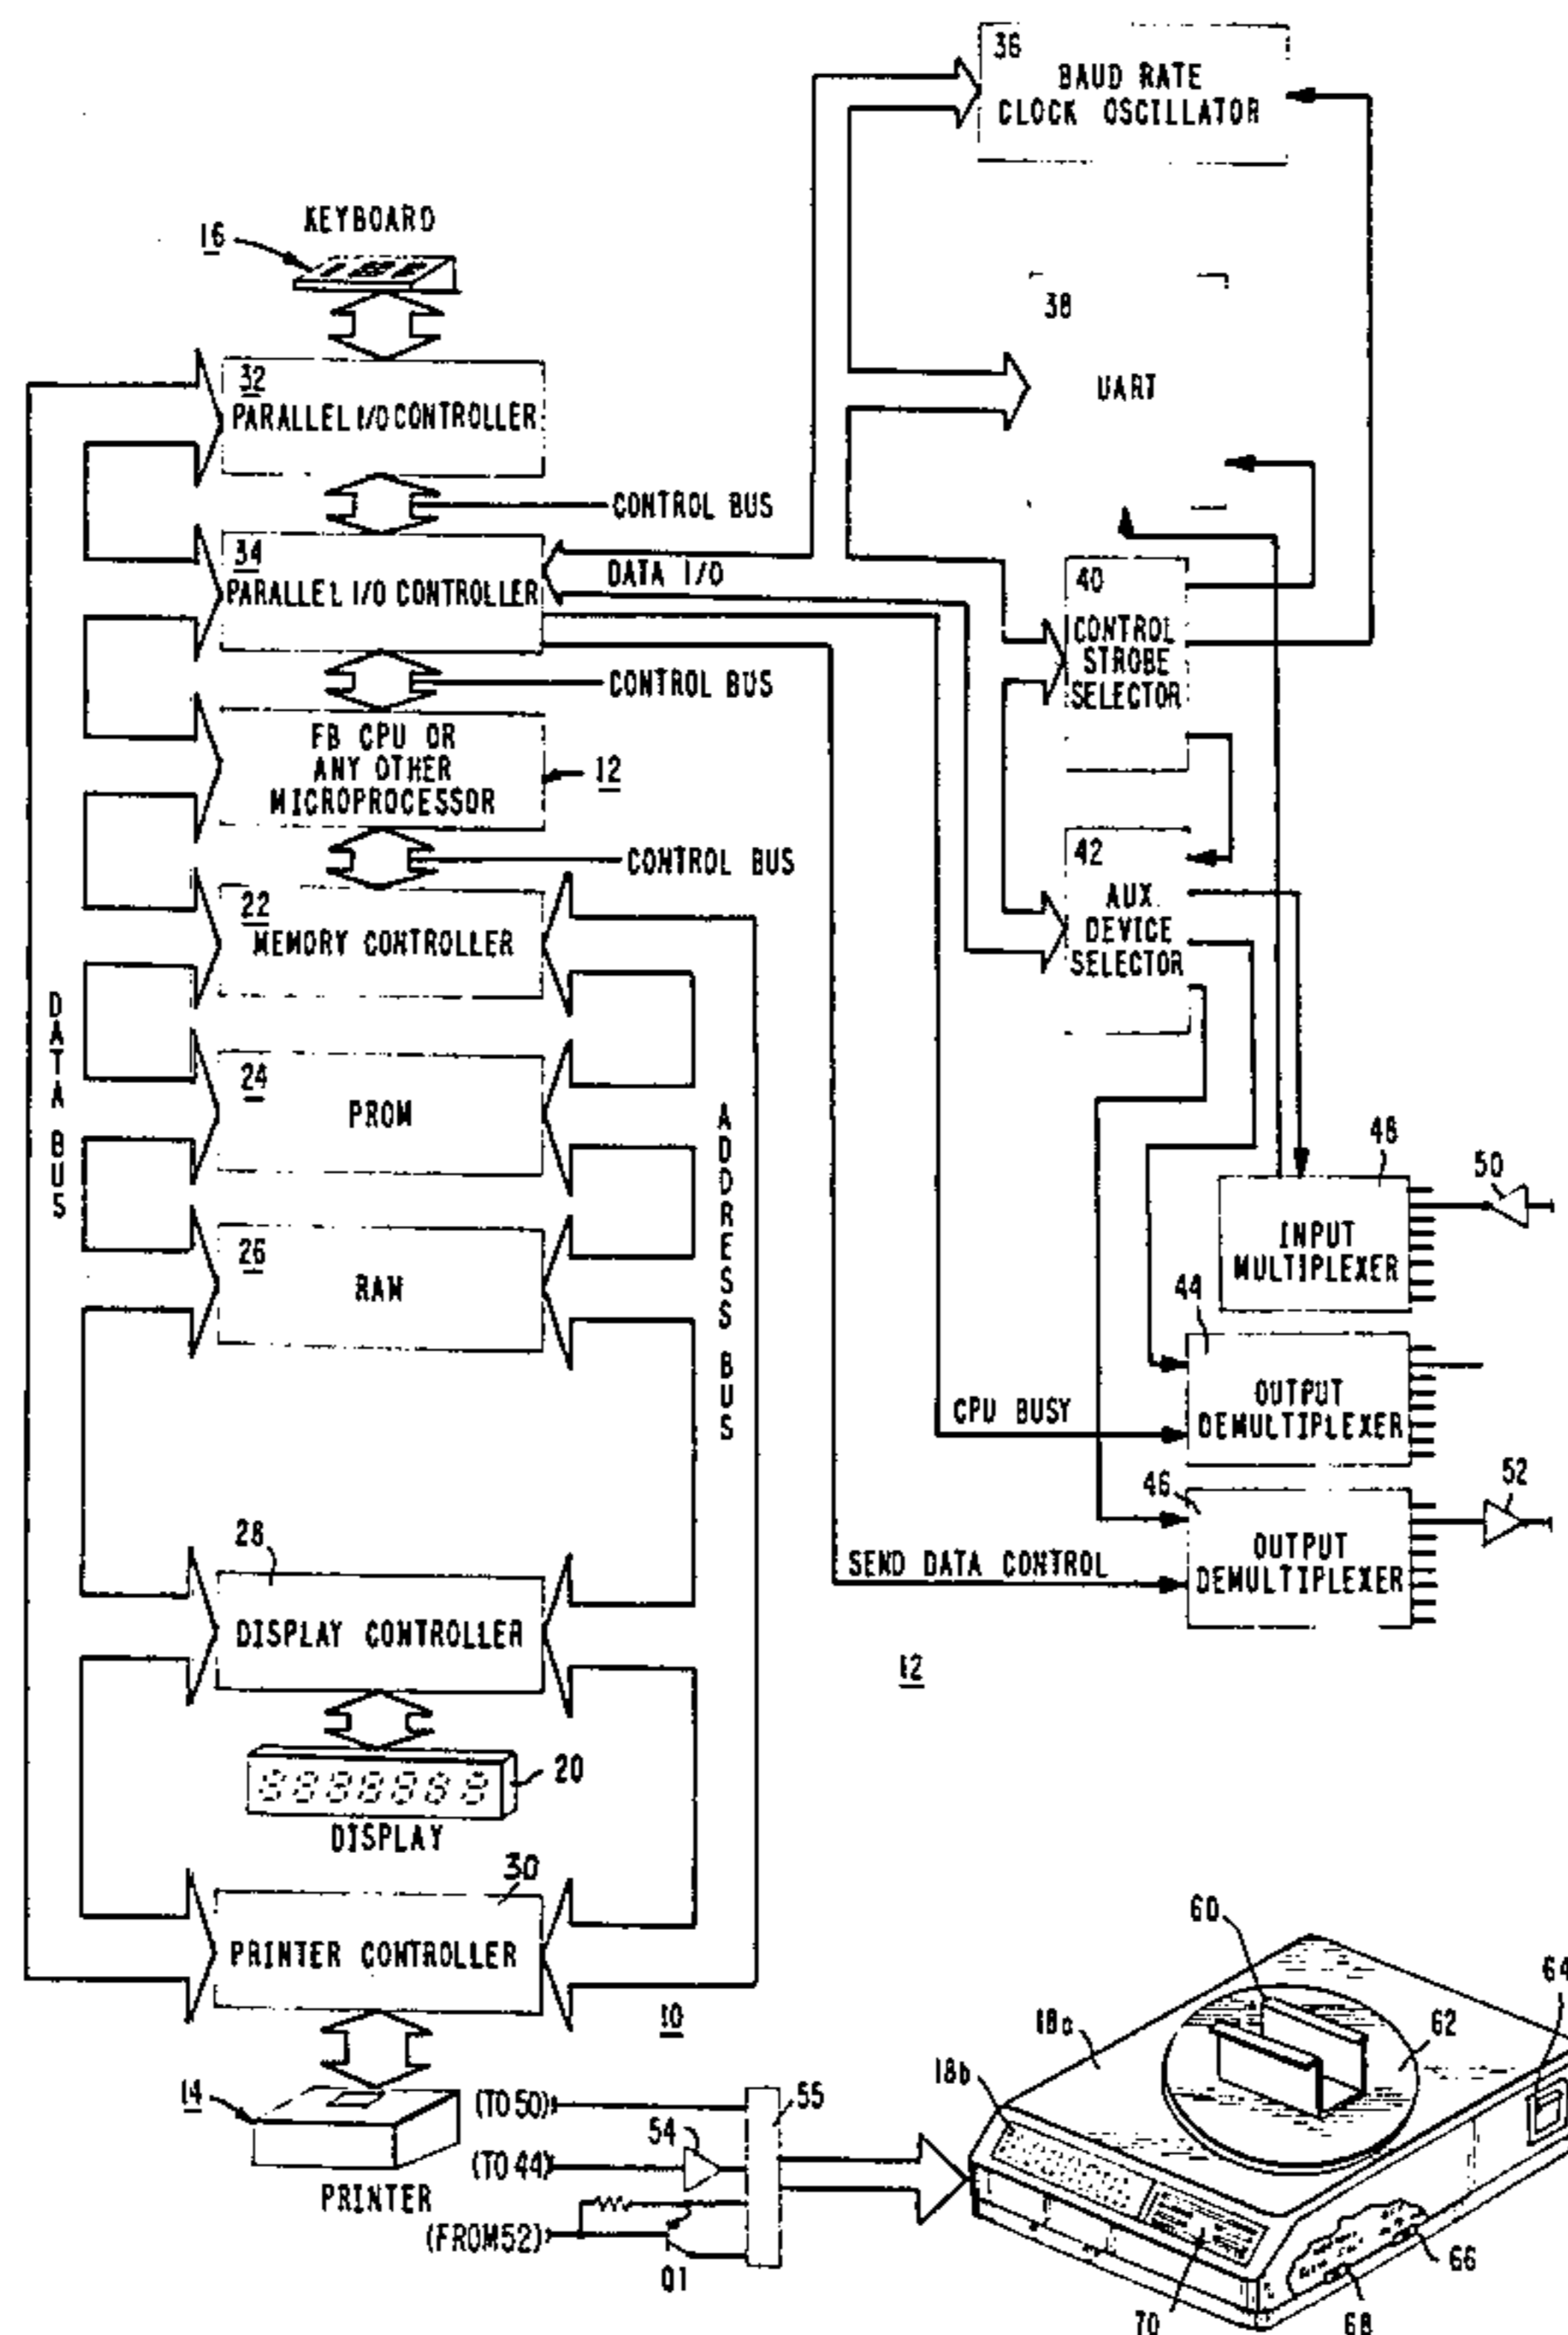 36
BAUD RATE
CLOCK OSCILLATOR
KEYBOARD
16
38
UART
32
PARALLEL I/O CONTROLLER
CONTROL BUS
34
PARALLEL I/O CONTROLLER
DATA I/O
40
CONTROL
STROBE
SELECTOR
CONTROL BUS
F8 CPU OR
ANY OTHER
MICROPROCESSOR
12
CONTROL BUS
42
AUX.
DEVICE
SELECTOR
22
MEMORY CONTROLLER
DATA BUS
24
PROM
ADDRESS BUS
48
50
INPUT
MULTIPLEXER
26
RAM
44
OUTPUT
DEMULTIPLEXER
CPU BUSY
46
52
OUTPUT
DEMULTIPLEXER
SEND DATA CONTROL
28
DISPLAY CONTROLLER
12
20
DISPLAY
30
PRINTER CONTROLLER
10
60
64
18a
62
18b
14
(TO 50)
55
54
(TO 44)
PRINTER
(FROM 52)
Q1
66
68
70